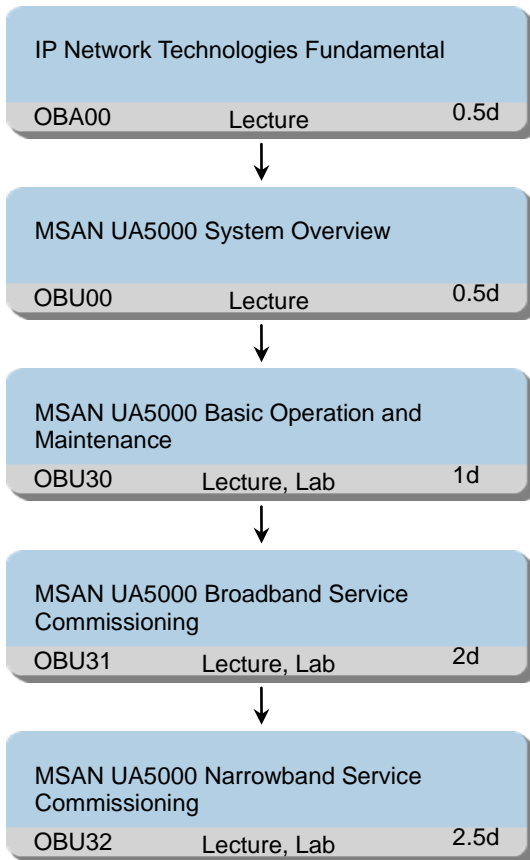 IP Network Technologies Fundamental
OBA00 Lecture 0.5d
MSAN UA5000 System Overview
OBU00 Lecture 0.5d
MSAN UA5000 Basic Operation and
Maintenance
OBU30 Lecture, Lab 1d
MSAN UA5000 Broadband Service
Commissioning
OBU31 Lecture, Lab 2d
MSAN UA5000 Narrowband Service
Commissioning
OBU32 Lecture, Lab 2.5d